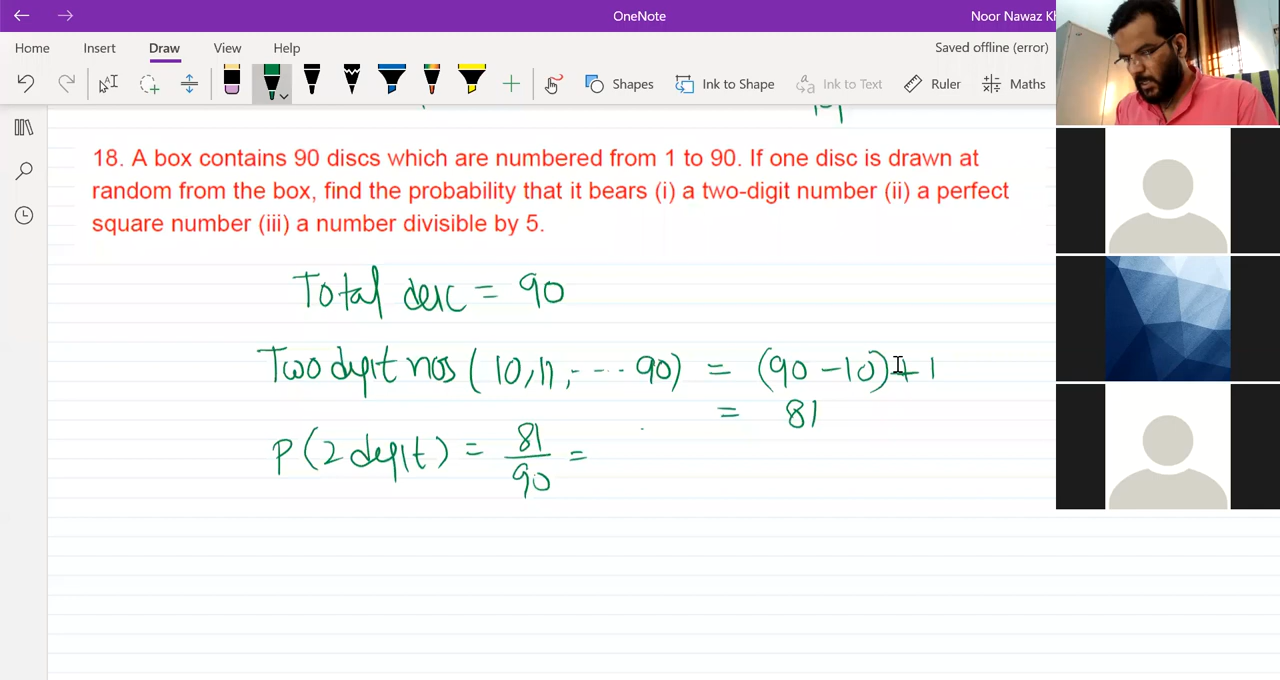 OneNote
Noor Nawaz Kh
Home Insert Draw View Help
Saved offline (error)
Shapes Ink to Shape Ink to Text Ruler Maths
18. A box contains 90 discs which are numbered from 1 to 90. If one disc is drawn at
random from the box, find the probability that it bears (i) a two-digit number (ii) a perfect
square number (iii) a number divisible by 5.
Total desc = 90
Two digit nos (10, 11, ---- 90) = (90 - 10) + 1
= 81
P(2 degit) = 81/90 =